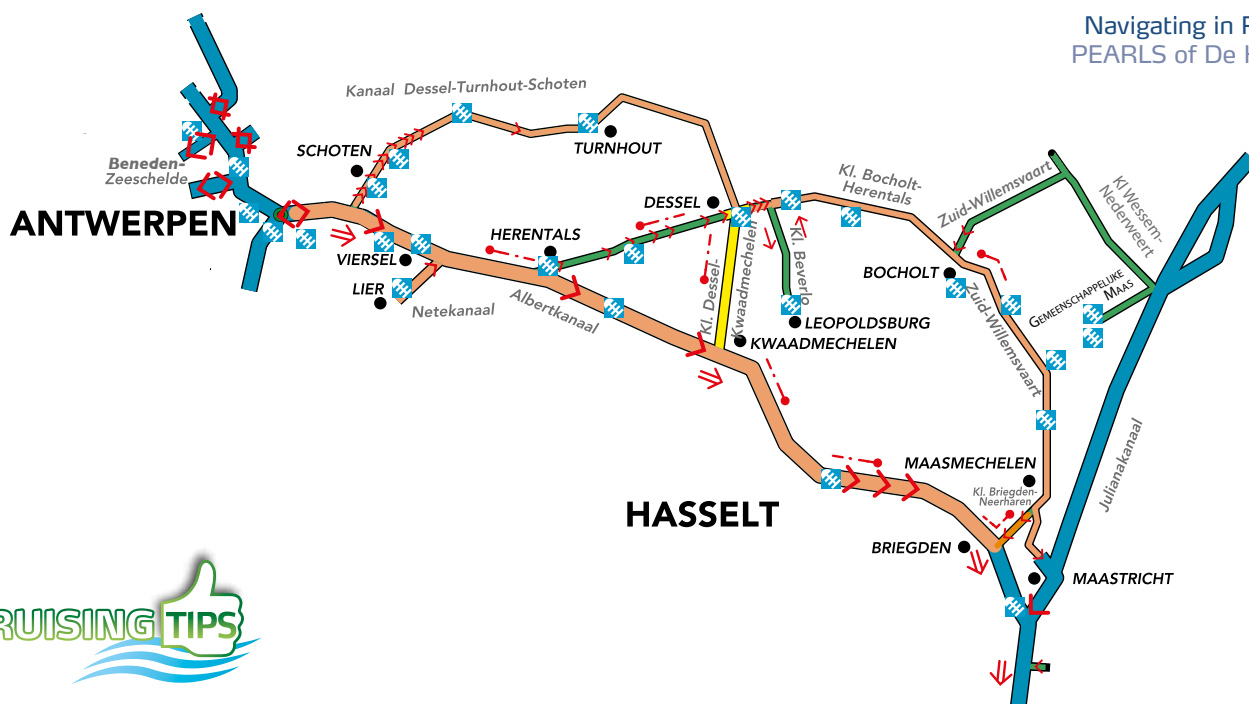 Navigating in
PEARLS of De
Kanaal Dessel-Turnhout-Schoten
SCHOTEN
TURNHOUT
Beneden-
Zeeschelde
ANTWERPEN
DESSEL
Kl. Bocholt-
Herentals
Zuid-Willemsvaart
Kl Wessem-
Nederweert
HERENTALS
VIERSEL
LIER
Netekanaal
Albertkanaal
Kl. Dessel-
Kwaadmechelen
Kl. Beverlo
BOCHOLT
Zuid-Willemsvaart
GEMEENSCHAPPELIJKE
MAAS
LEOPOLDSBURG
KWAADMECHELEN
Julianakanaal
MAASMECHELEN
Kl. Briegden-
Neerharen
HASSELT
BRIEGDEN
MAASTRICHT
RUISING TIPS